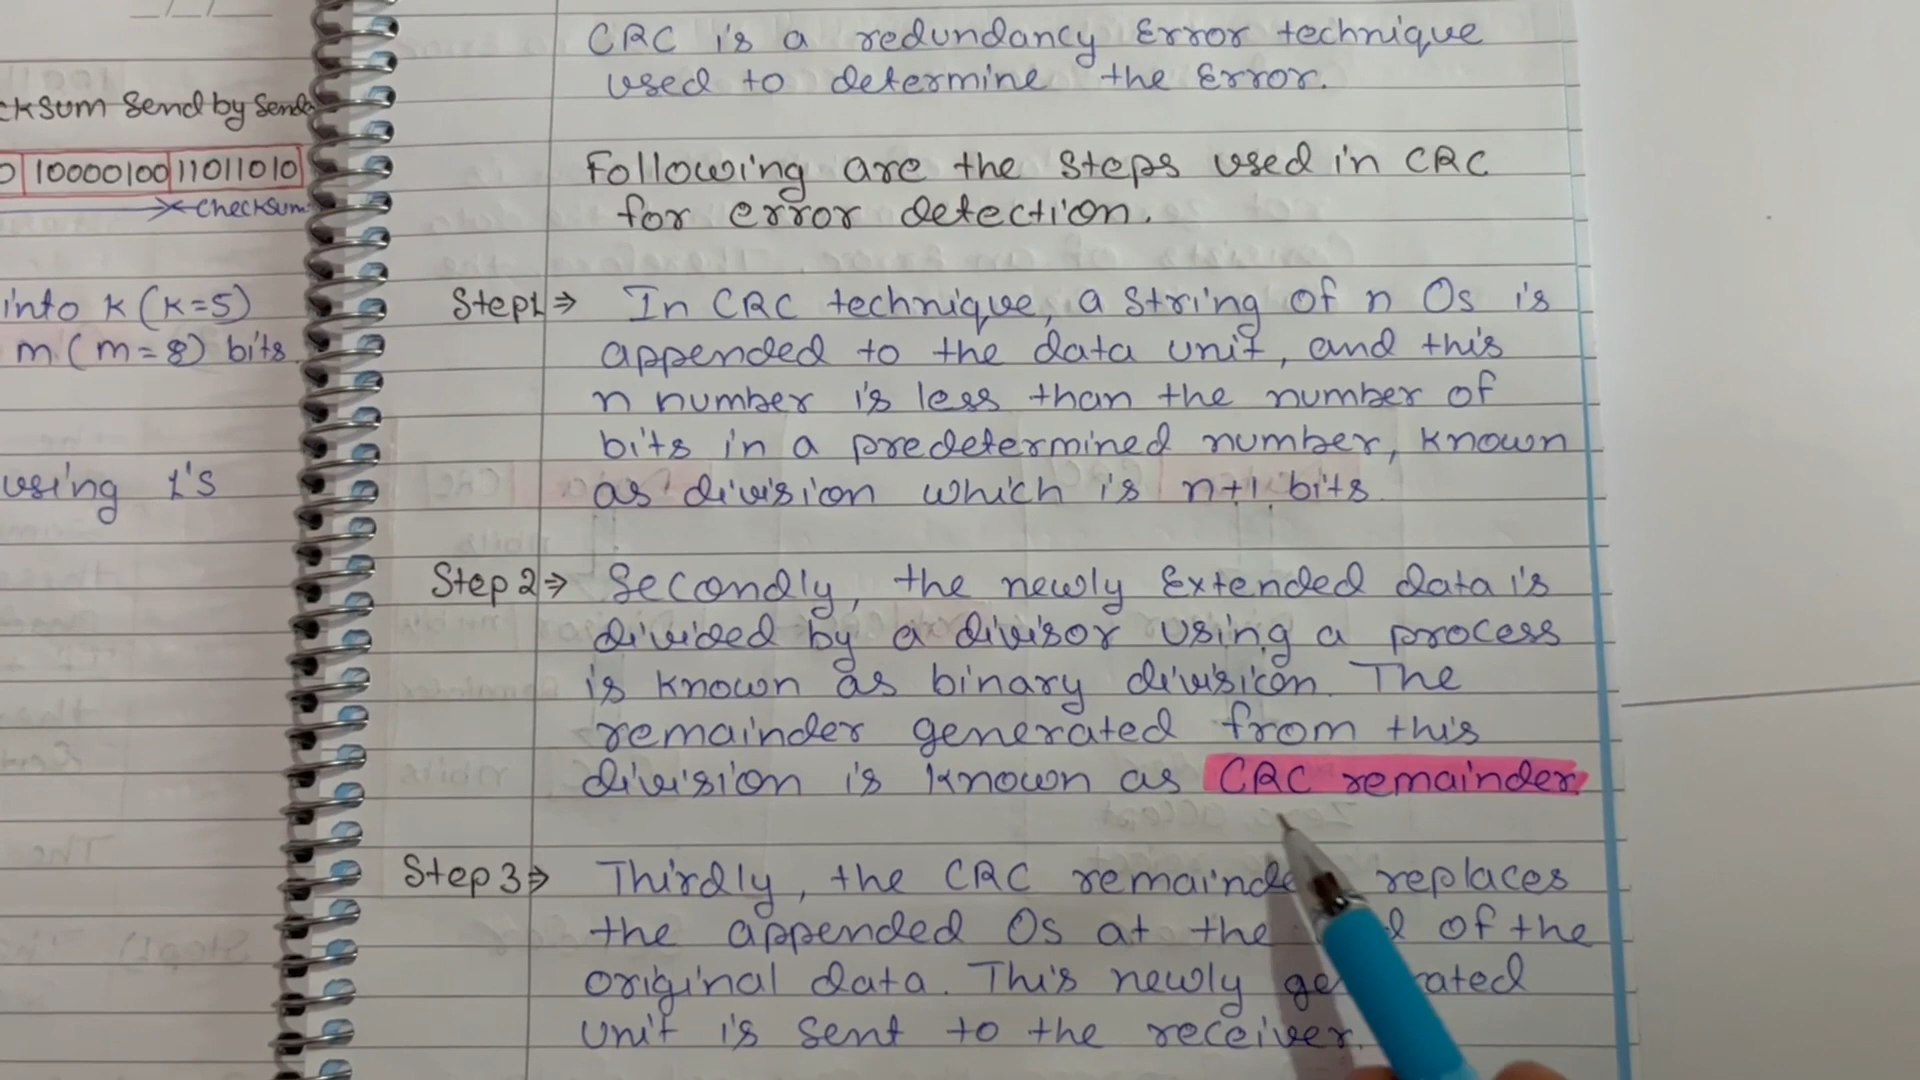 cksum Send by Sende
0 10000100 11011010
checksum
into k (k=5)
m (m=8) bits.
using 1's
CRC is a redundancy Error technique
used to determine the Error.
Following are the Steps used in CRC
for error detection.
Step1⇒ In CRC technique, a string of n 0s is
appended to the data unit, and this
n number is less than the number of
bits in a predetermined number, known
as division which is n+1 bits
Step 2⇒ Secondly, the newly Extended data is
divided by a divisor using a process
is known as binary division. The
remainder generated from this
division is known as CRC remainder
Step 3⇒ Thirdly, the CRC remainde replaces
the appended 0s at the of the
original data. This newly ge ated
unit is sent to the receiver.